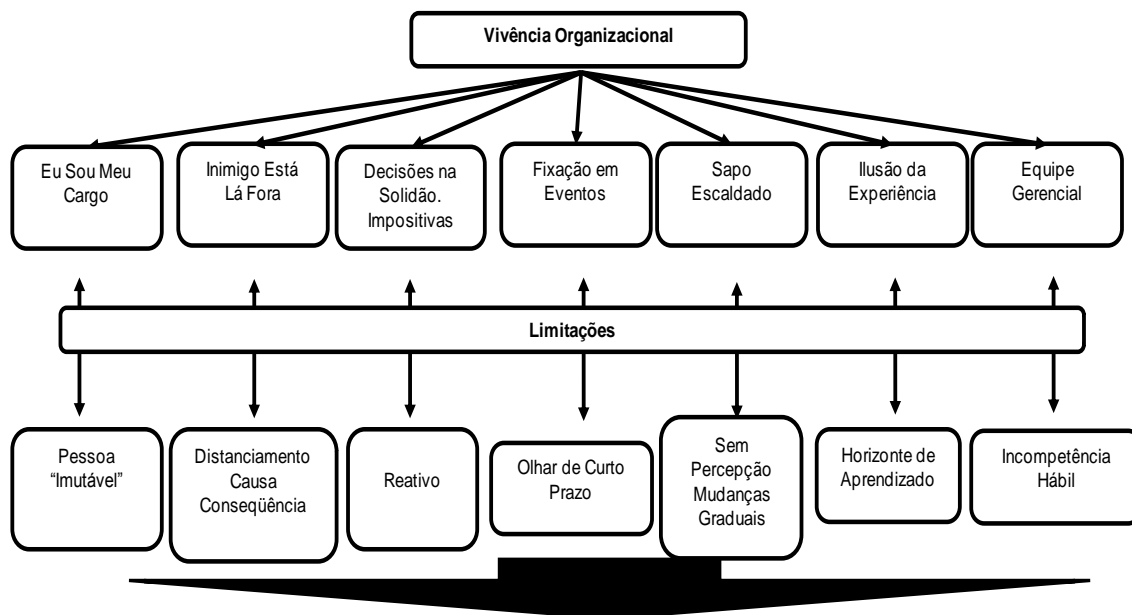 Vivência Organizacional
Eu Sou Meu
Cargo
Inimigo Está
Lá Fora
Decisões na
Solidão.
Impositivas
Fixação em
Eventos
Sapo
Escaldado
Ilusão da
Experiência
Equipe
Gerencial
Limitações
Pessoa
“Imutável”
Distanciamento
Causa
Conseqüência
Reativo
Olhar de Curto
Prazo
Sem
Percepção
Mudanças
Graduais
Horizonte de
Aprendizado
Incompetência
Hábil